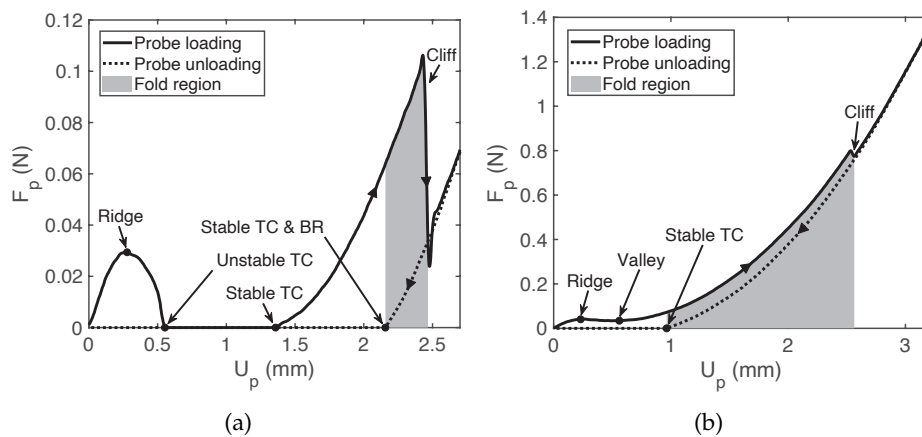 0.12
0.1
0.08
0.06
0.04
0.02
0
F_p (N)
Probe loading
Probe unloading
Fold region
Cliff
Ridge
Stable TC & BR
Unstable TC
Stable TC
0 0.5 1 1.5 2 2.5
U_p (mm)
(a)
1.4
1.2
1
0.8
0.6
0.4
0.2
0
F_p (N)
Probe loading
Probe unloading
Fold region
Cliff
Stable TC
Valley
Ridge
0 1 2 3
U_p (mm)
(b)